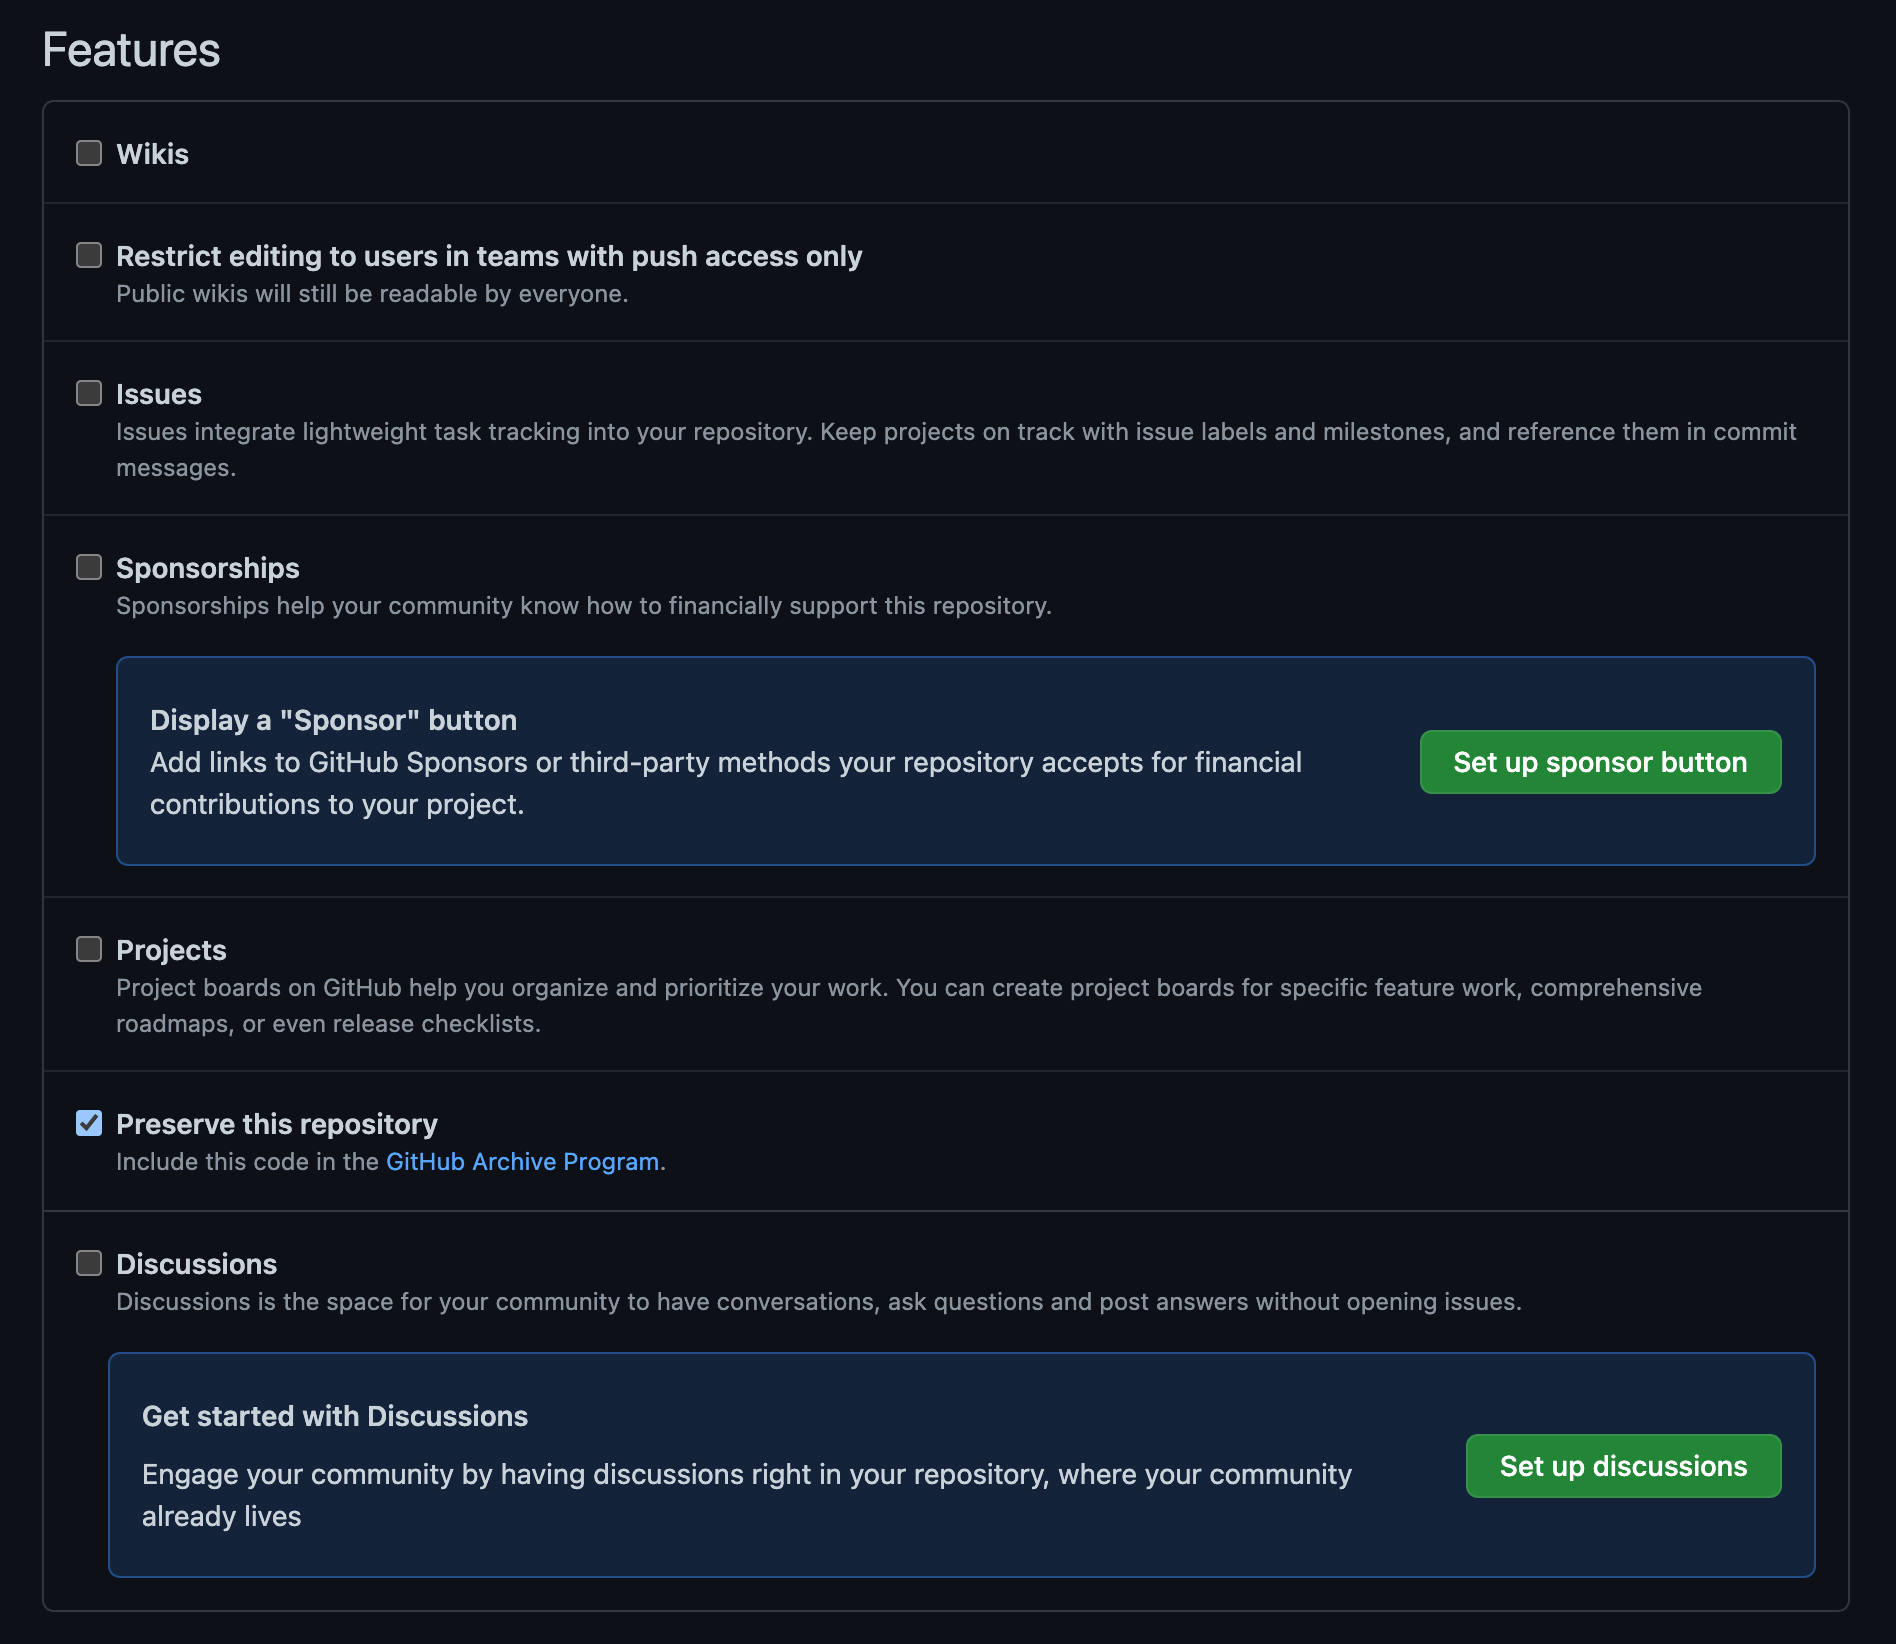 Features
Wikis
Restrict editing to users in teams with push access only
Public wikis will still be readable by everyone.
Issues
Issues integrate lightweight task tracking into your repository. Keep projects on track with issue labels and milestones, and reference them in commit
messages.
Sponsorships
Sponsorships help your community know how to financially support this repository.
Display a "Sponsor" button
Add links to GitHub Sponsors or third-party methods your repository accepts for financial
contributions to your project.
Set up sponsor button
Projects
Project boards on GitHub help you organize and prioritize your work. You can create project boards for specific feature work, comprehensive
roadmaps, or even release checklists.
Preserve this repository
Include this code in the GitHub Archive Program.
Discussions
Discussions is the space for your community to have conversations, ask questions and post answers without opening issues.
Get started with Discussions
Engage your community by having discussions right in your repository, where your community
already lives
Set up discussions